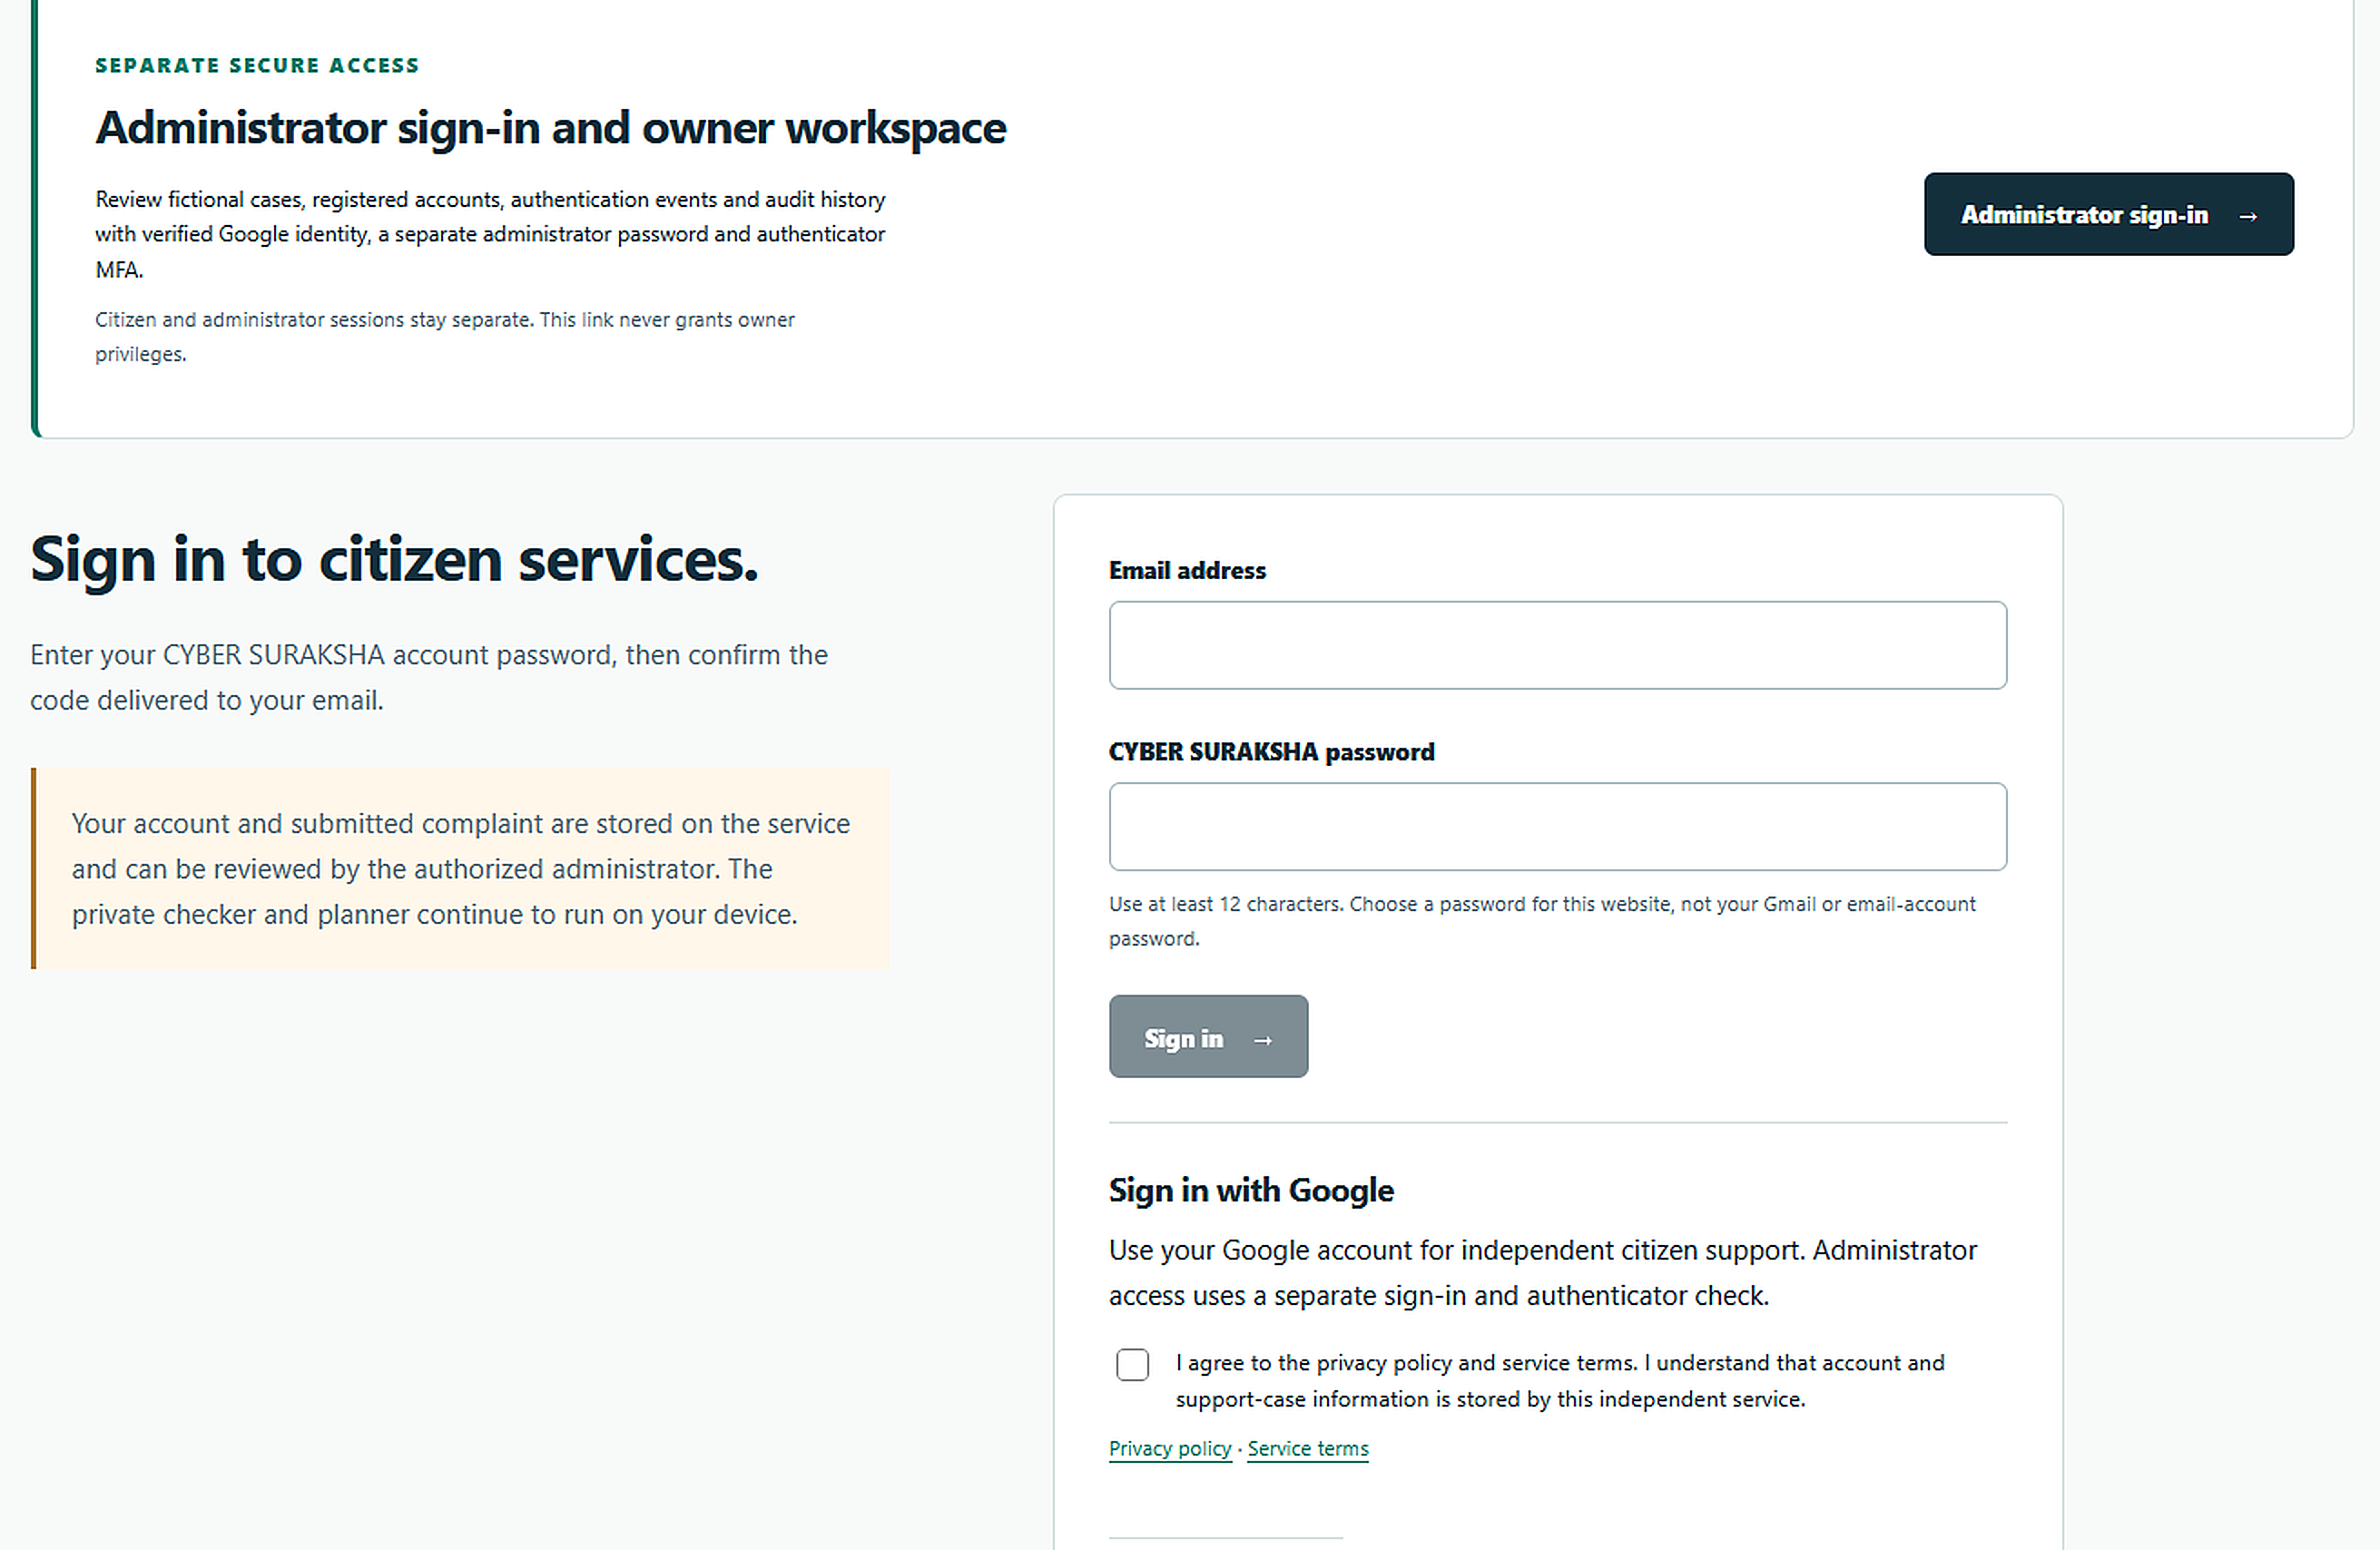 SEPARATE SECURE ACCESS
Administrator sign-in and owner workspace
Review fictional cases, registered accounts, authentication events and audit history
with verified Google identity, a separate administrator password and authenticator
MFA.
Citizen and administrator sessions stay separate. This link never grants owner
privileges.
Administrator sign-in →
Sign in to citizen services.
Enter your CYBER SURAKSHA account password, then confirm the
code delivered to your email.
Your account and submitted complaint are stored on the service
and can be reviewed by the authorized administrator. The
private checker and planner continue to run on your device.
Email address
CYBER SURAKSHA password
Use at least 12 characters. Choose a password for this website, not your Gmail or email-account
password.
Sign in →
Sign in with Google
Use your Google account for independent citizen support. Administrator
access uses a separate sign-in and authenticator check.
I agree to the privacy policy and service terms. I understand that account and
support-case information is stored by this independent service.
Privacy policy · Service terms